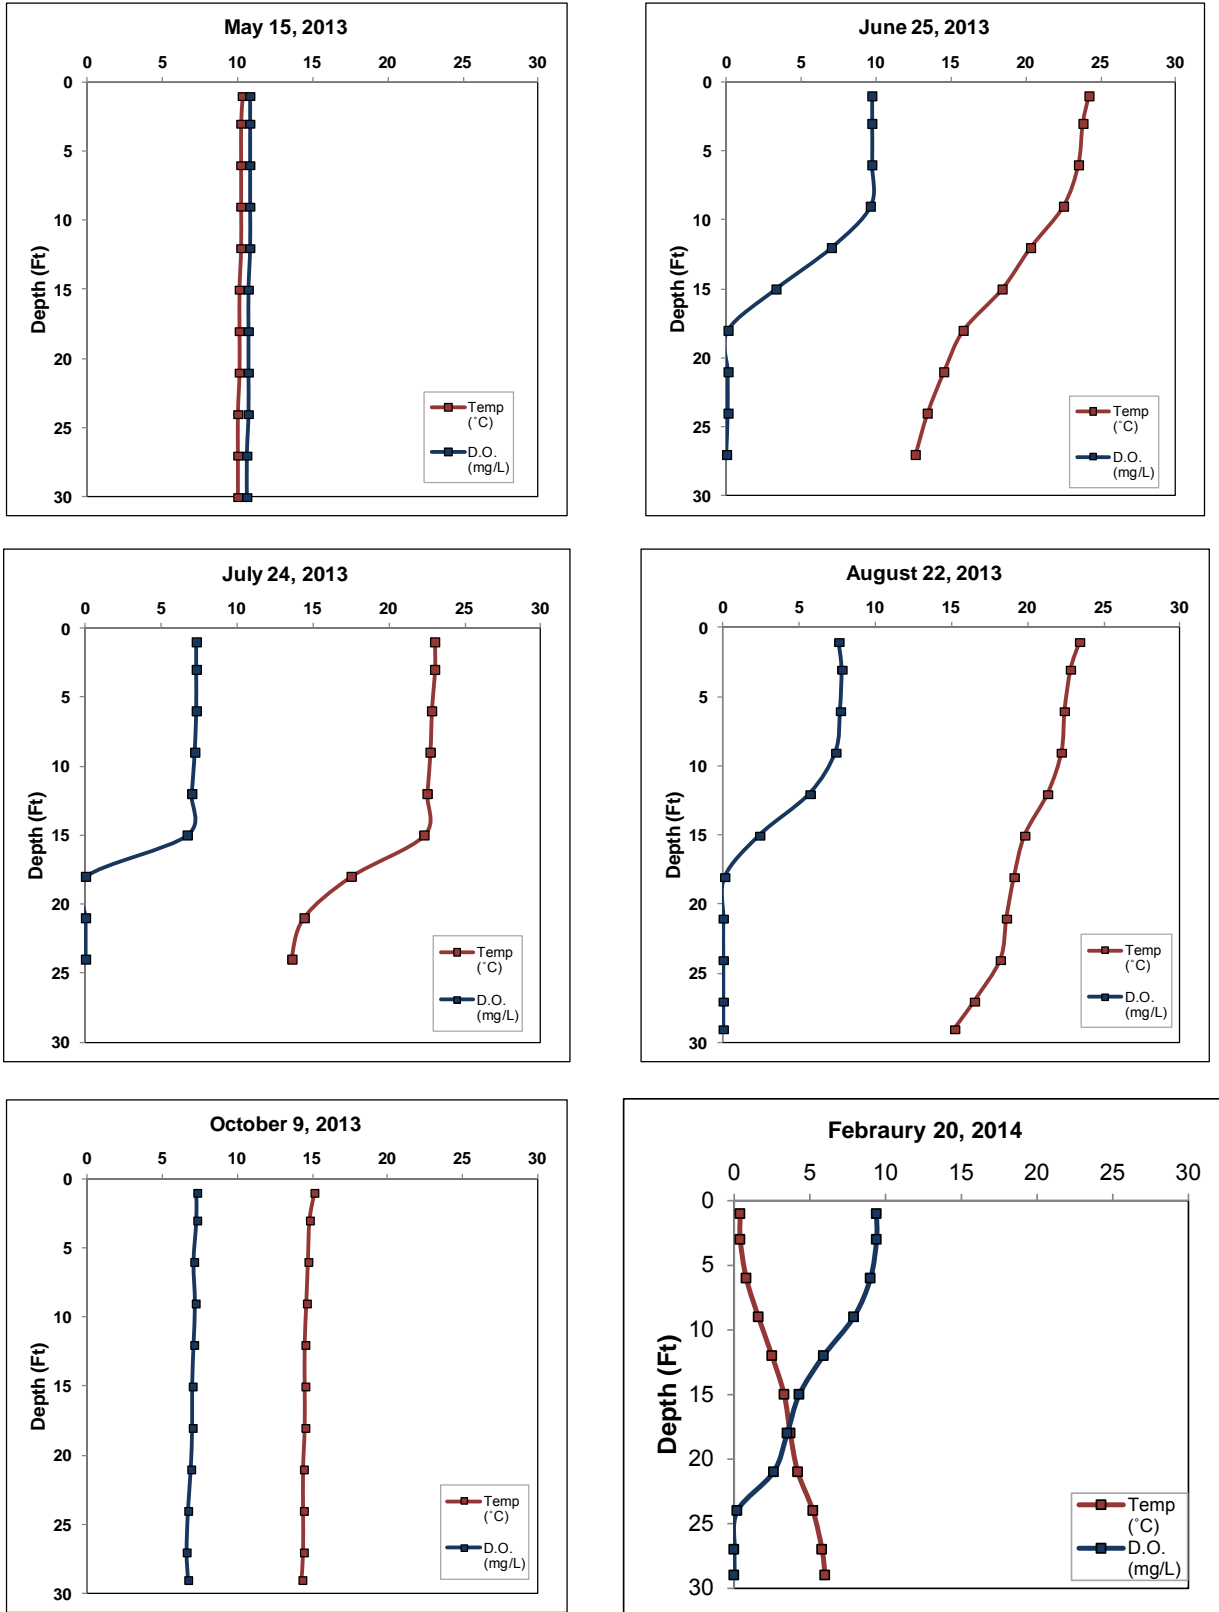 May 15, 2013
0 5 10 15 20 25 30
0
5
10
15
20
25
30
Depth (Ft)
Temp
(˚C)
D.O.
(mg/L)
June 25, 2013
0 5 10 15 20 25 30
0
5
10
15
20
25
30
Depth (Ft)
Temp
(˚C)
D.O.
(mg/L)
July 24, 2013
0 5 10 15 20 25 30
0
5
10
15
20
25
30
Depth (Ft)
Temp
(˚C)
D.O.
(mg/L)
August 22, 2013
0 5 10 15 20 25 30
0
5
10
15
20
25
30
Depth (Ft)
Temp
(˚C)
D.O.
(mg/L)
October 9, 2013
0 5 10 15 20 25 30
0
5
10
15
20
25
30
Depth (Ft)
Temp
(˚C)
D.O.
(mg/L)
Febraury 20, 2014
0 5 10 15 20 25 30
0
5
10
15
20
25
30
Depth (Ft)
Temp
(˚C)
D.O.
(mg/L)